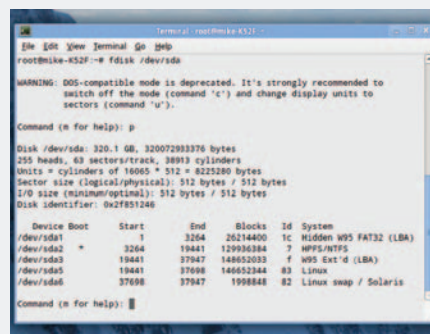 Terminal - root@mike-K52F: ~
File Edit View Terminal Go Help
root@mike-K52F:~# fdisk /dev/sda
WARNING: DOS-compatible mode is deprecated. It's strongly recommended to
switch off the mode (command 'c') and change display units to
sectors (command 'u').
Command (m for help): p
Disk /dev/sda: 320.1 GB, 320072933376 bytes
255 heads, 63 sectors/track, 38913 cylinders
Units = cylinders of 16065 * 512 = 8225280 bytes
Sector size (logical/physical): 512 bytes / 512 bytes
I/O size (minimum/optimal): 512 bytes / 512 bytes
Disk identifier: 0x2f851246
Device Boot Start End Blocks Id System
/dev/sda1 1 3264 26214400 1c Hidden W95 FAT32 (LBA)
/dev/sda2 * 3264 19441 129936384 7 HPFS/NTFS
/dev/sda3 19441 37947 148652033 f W95 Ext'd (LBA)
/dev/sda5 19441 37698 146652344 83 Linux
/dev/sda6 37698 37947 1998848 82 Linux swap / Solaris
Command (m for help):